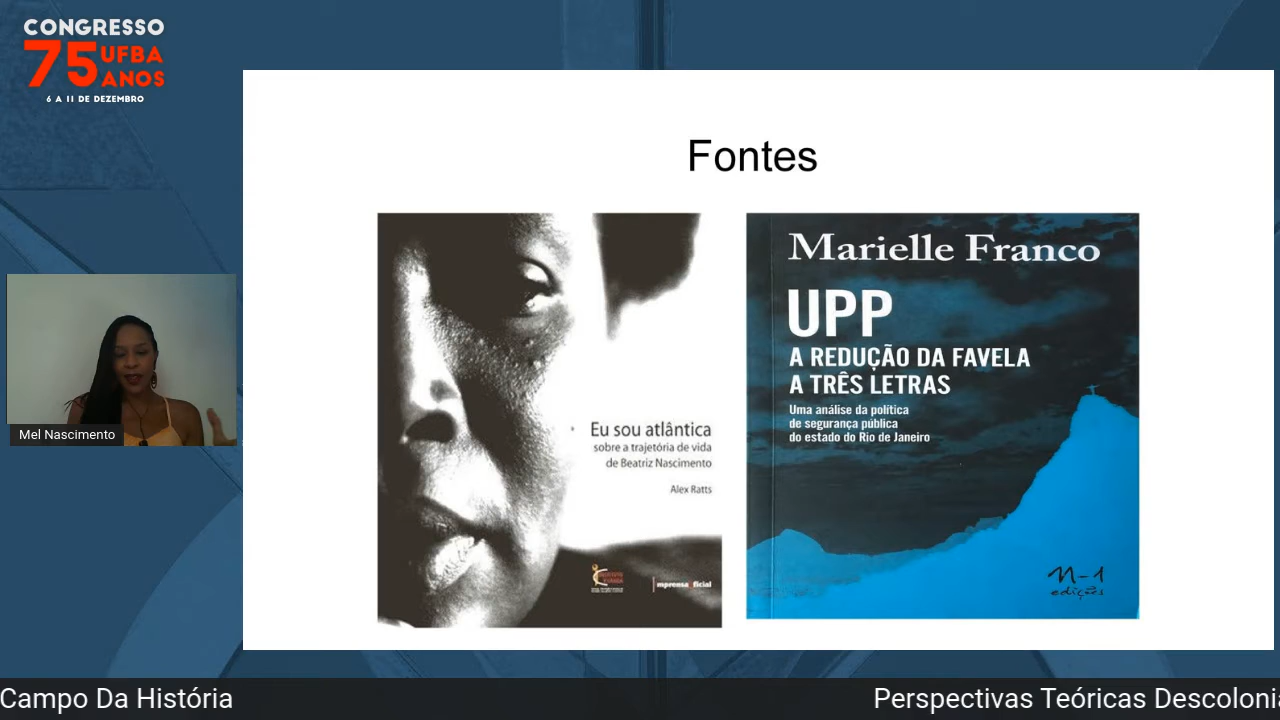 CONGRESSO
75 UFBA
ANOS
6 A 11 DE DEZEMBRO
Fontes
Eu sou atlântica
sobre a trajetória de vida
de Beatriz Nascimento
Alex Ratts
imprensaoficial
Marielle Franco
UPP
A REDUÇÃO DA FAVELA
A TRÊS LETRAS
Uma análise da política
de segurança pública
do estado do Rio de Janeiro
n-1
edições
Mel Nascimento
Campo Da História
Perspectivas Teóricas Descoloni